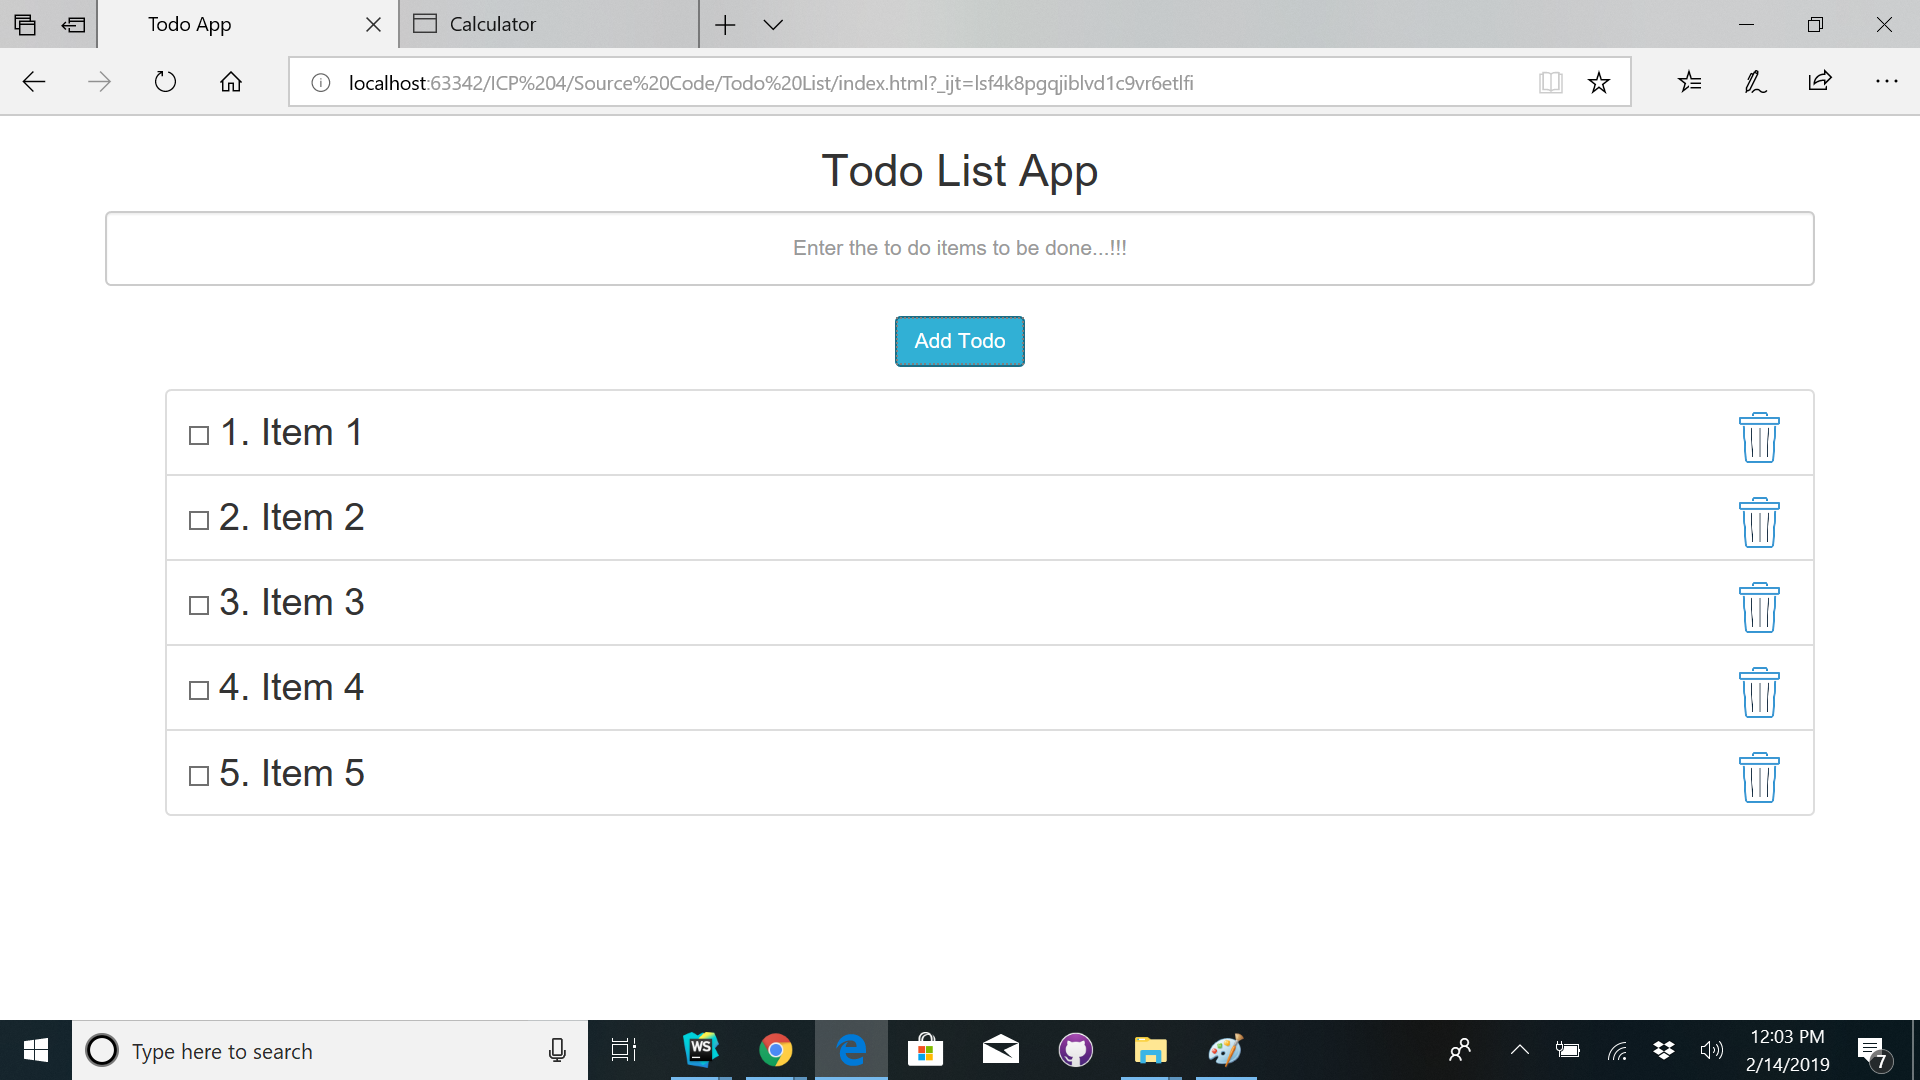 Todo App
Calculator
localhost:63342/ICP%204/Source%20Code/Todo%20List/index.html?_ijt=lsf4k8pgqjiblvd1c9vr6etlfi
Todo List App
Enter the to do items to be done...!!!
Add Todo
1. Item 1
2. Item 2
3. Item 3
4. Item 4
5. Item 5
Type here to search
WS
12:03 PM
2/14/2019
7